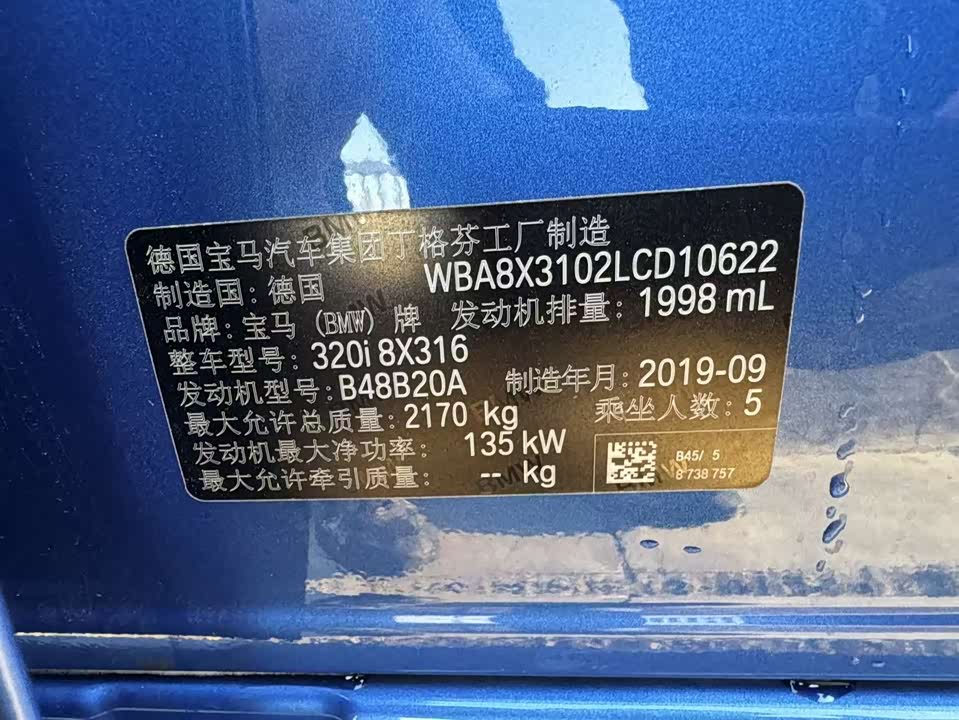 德国宝马汽车集团丁格芬工厂制造
制造国：德国 WBA8X3102LCD10622
品牌：宝马（BMW）牌 发动机排量：1998 mL
整车型号：320i 8X316
发动机型号：B48B20A 制造年月：2019-09
最大允许总质量：2170 kg 乘坐人数：5
发动机最大净功率：135 kW
最大允许牵引质量：-- kg
B45/ 5
8 738 757